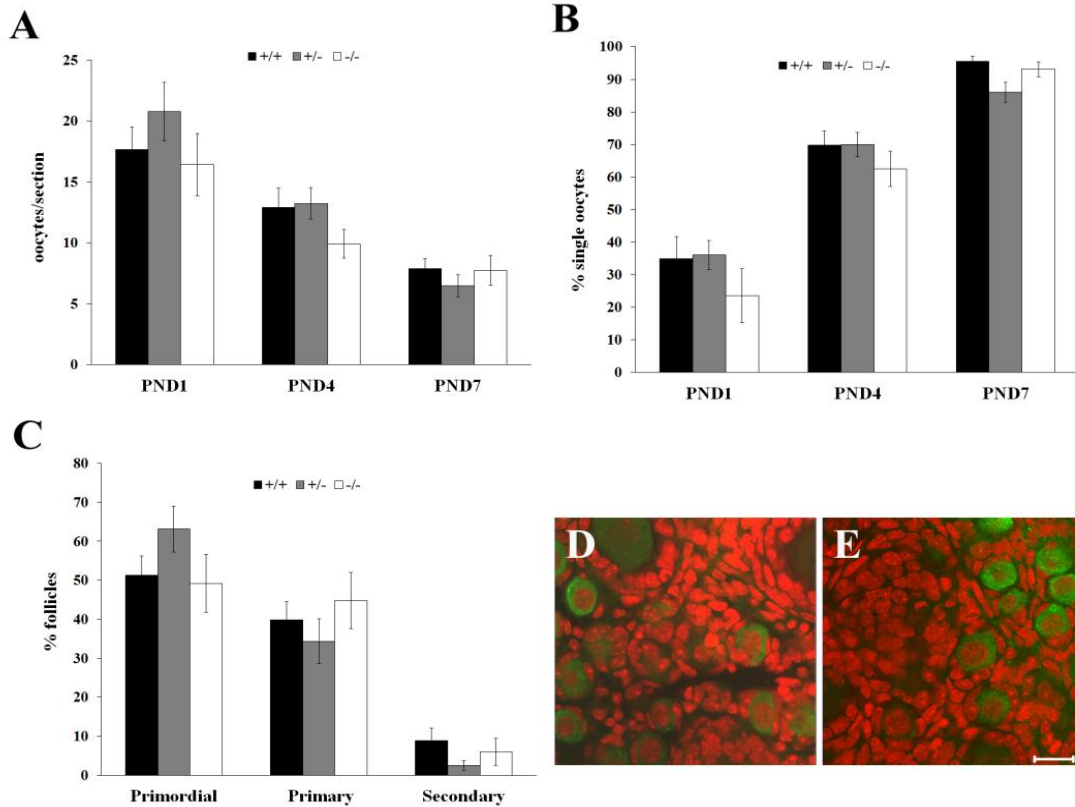 A
+/+ +/- -/-
oocytes/section
25
20
15
10
5
0
PND1 PND4 PND7
B
+/+ +/- -/-
% single oocytes
100
90
80
70
60
50
40
30
20
10
0
PND1 PND4 PND7
C
+/+ +/- -/-
% follicles
80
70
60
50
40
30
20
10
0
Primordial Primary Secondary
D
E